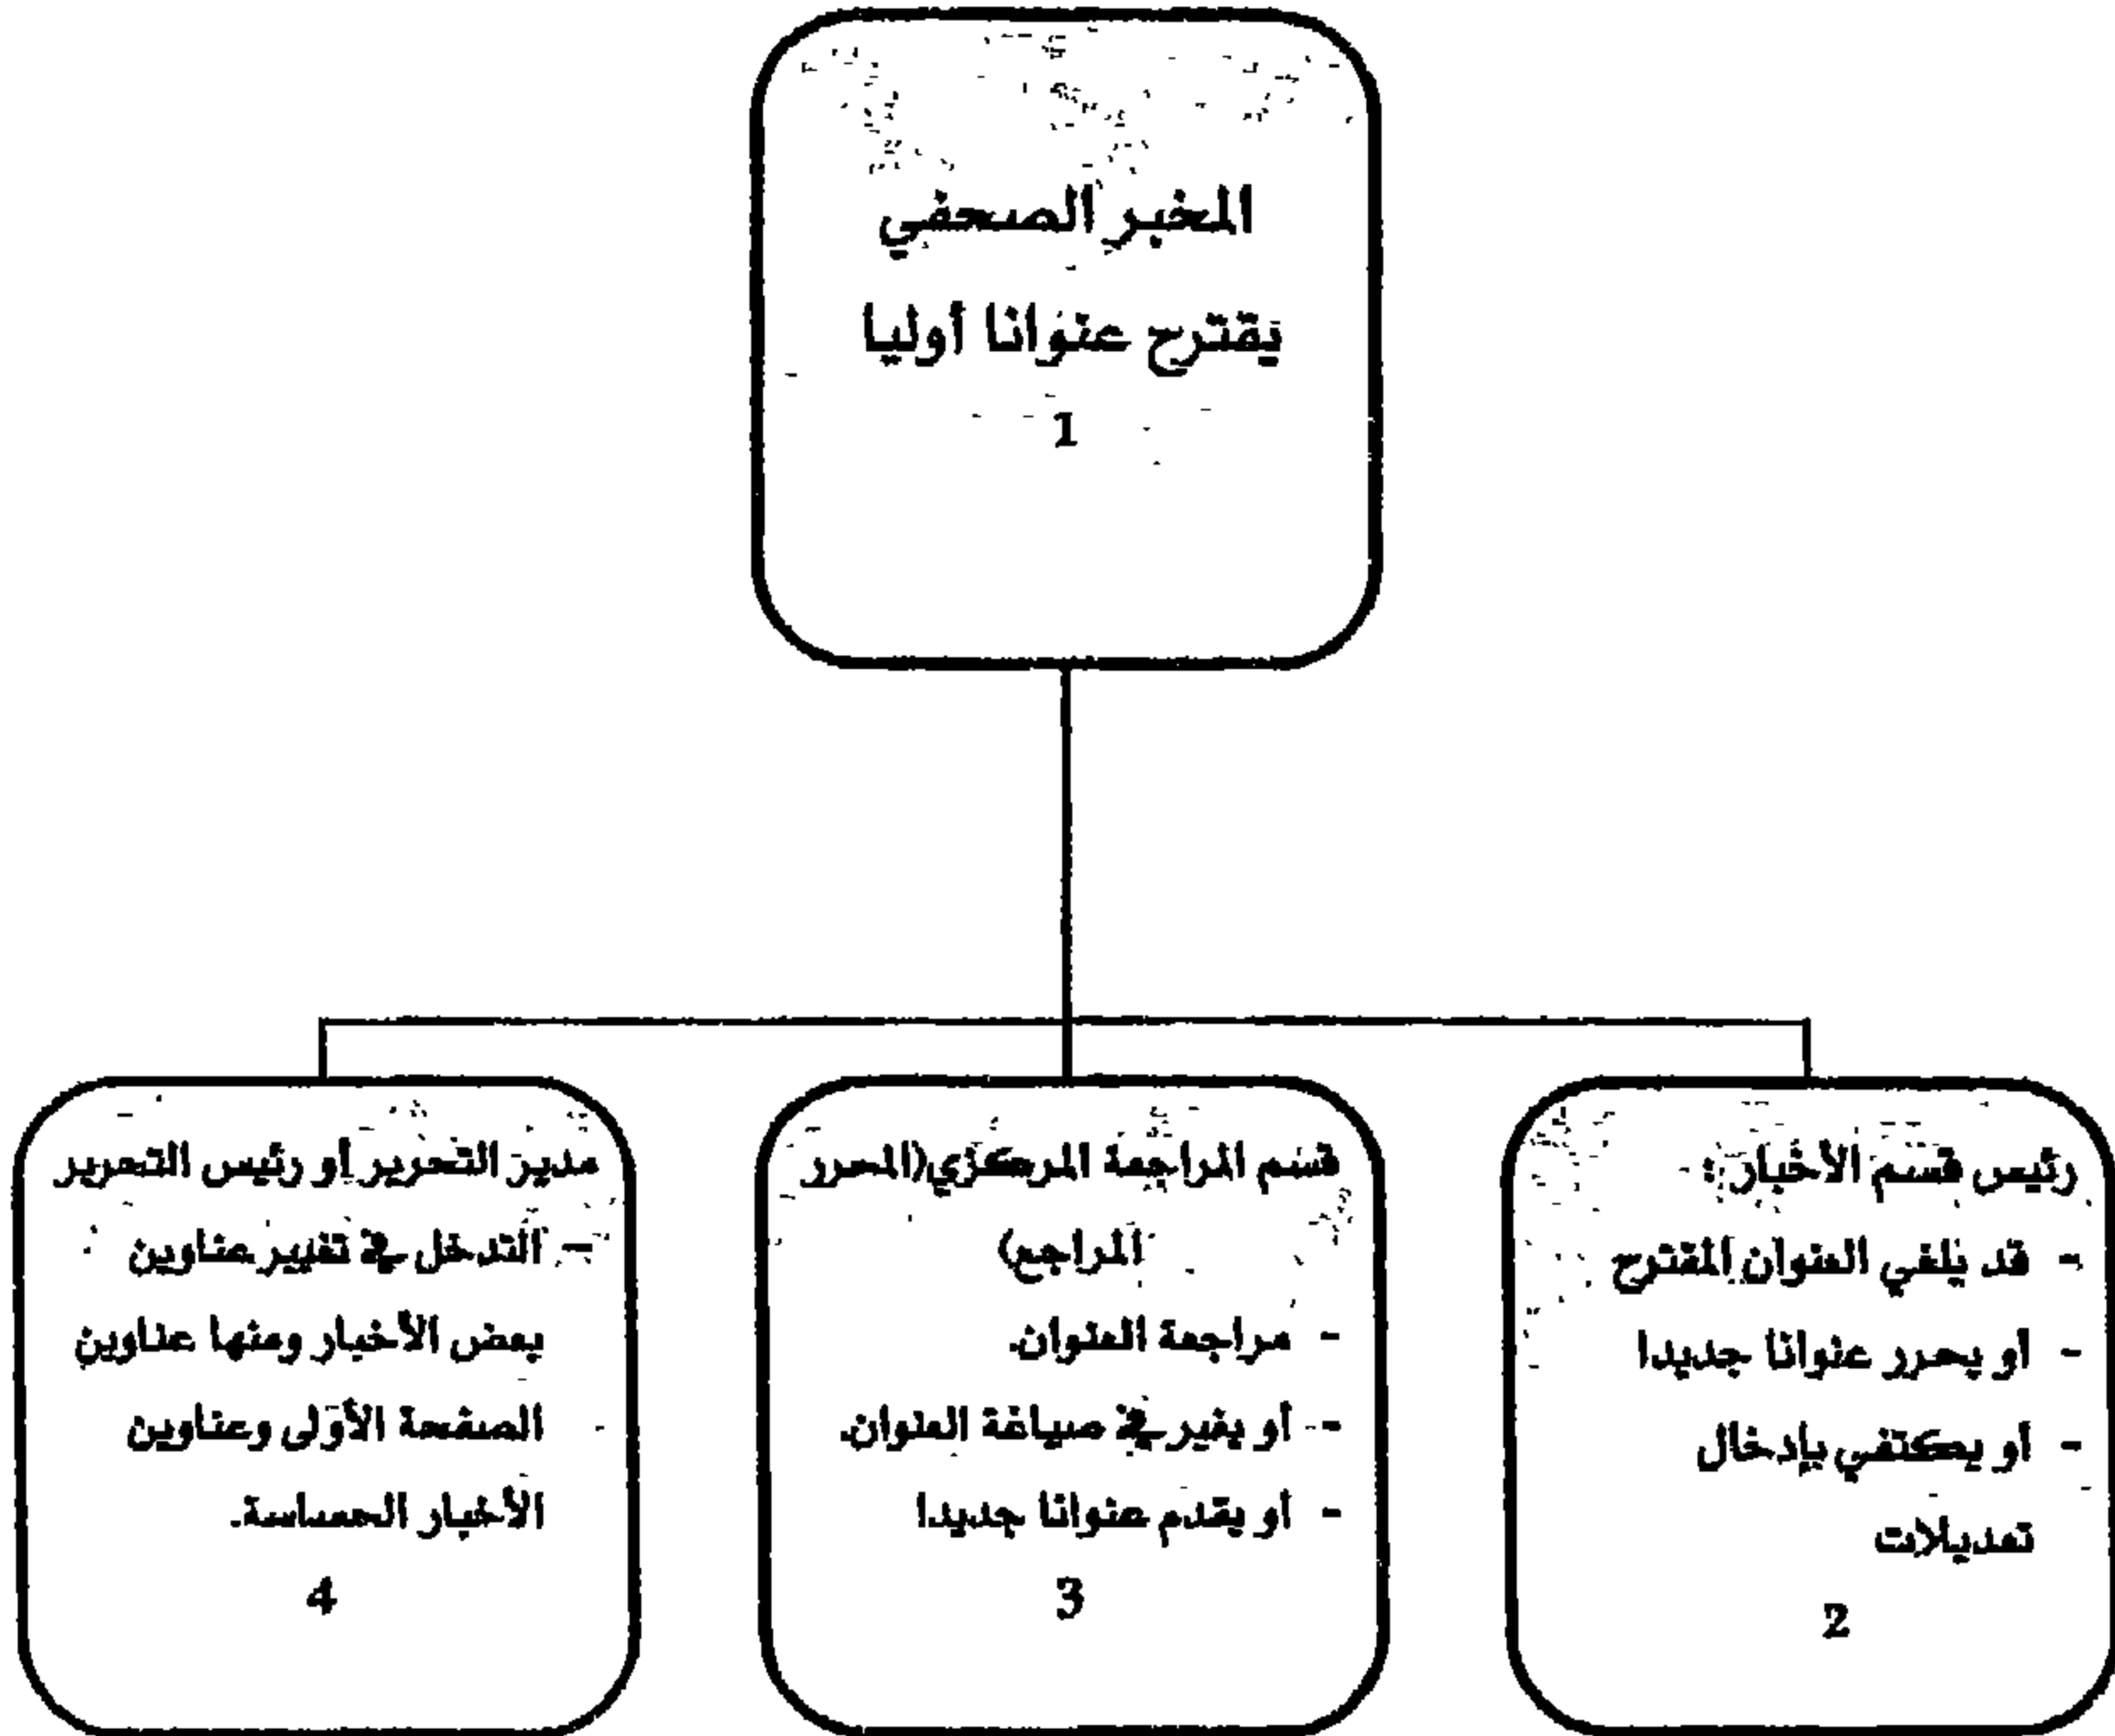 المخبر الصحفي
يقترح عنوانا أوليا
1
رئيس قسم الأخبار:
- قد يلغي العنوان المقترح
- او يحرر عنوانا جديدا
- او يكتفي بإدخال
تعديلات
2
قسم المراجعة المركزي (المحرر
المراجع)
- مراجعة العنوان.
- او يغير في صياغة العنوان.
- او يقدم عنوانا جديدا
3
مدير التحرير او رئيس التحرير
- التدخل في تغيير عناوين
بعض الأخبار ومنها عناوين
الصفحة الأولى وعناوين
الأخبار الحساسة.
4